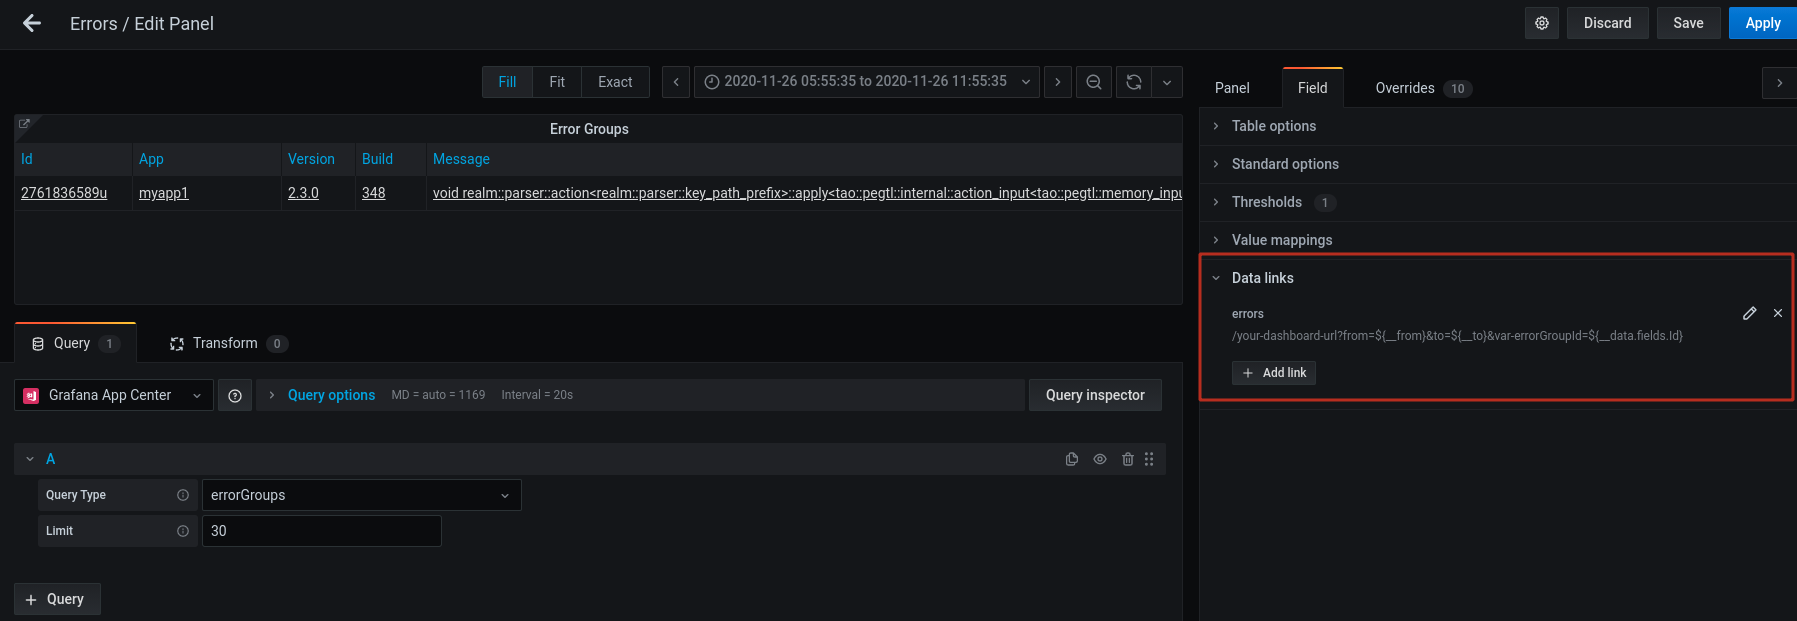 Errors / Edit Panel
Discard
Save
Apply
Fill
Fit
Exact
2020-11-26 05:55:35 to 2020-11-26 11:55:35
Panel
Field
Overrides 10
Error Groups
Id App Version Build Message
2761836589u myapp1 2.3.0 348 void realm::parser::action<realm::parser::key_path_prefix>::apply<tao::pegtl::internal::action_input<tao::pegtl::memory_inpu
Table options
Standard options
Thresholds 1
Value mappings
Data links
errors
/your-dashboard-url?from=${__from}&to=${__to}&var-errorGroupId=${__data.fields.Id}
+ Add link
Query 1
Transform 0
Grafana App Center
Query options MD = auto = 1169 Interval = 20s
Query inspector
A
Query Type errorGroups
Limit 30
+ Query